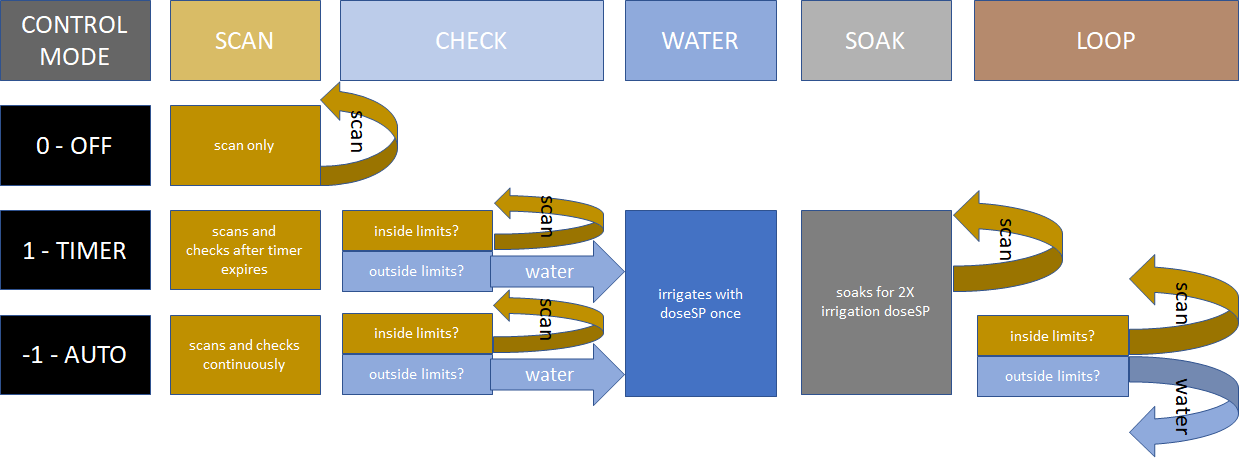 CONTROL
MODE
SCAN
CHECK
WATER
SOAK
LOOP
0 - OFF
scan only
scan
1 - TIMER
scans and
checks after timer
expires
inside limits?
scan
outside limits?
water
irrigates with
doseSP once
soaks for 2X
irrigation doseSP
scan
-1 - AUTO
scans and checks
continuously
inside limits?
scan
outside limits?
water
inside limits?
scan
outside limits?
water